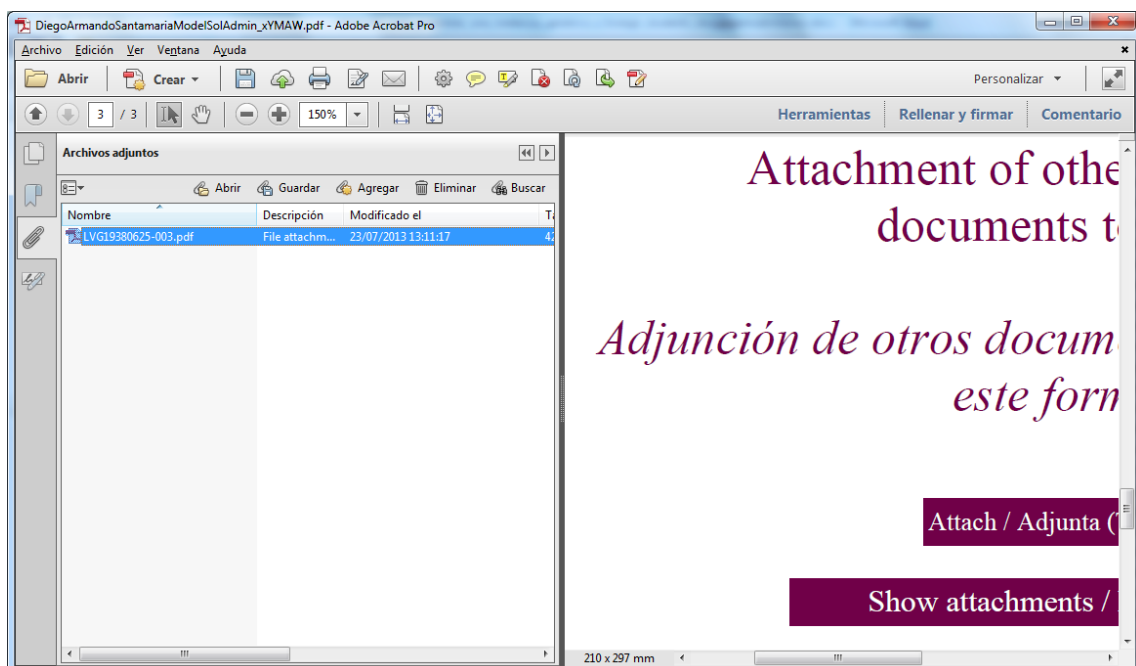 DiegoArmandoSantamariaModelSolAdmin_xYMAW.pdf - Adobe Acrobat Pro
Archivo Edición Ver Ventana Ayuda
Abrir Crear Personalizar
3 / 3 150% Herramientas Rellenar y firmar Comentario
Archivos adjuntos
Abrir Guardar Agregar Eliminar Buscar
Nombre Descripción Modificado el
LVG19380625-003.pdf File attachm... 23/07/2013 13:11:17 42
Attachment of othe
documents t
Adjunción de otros docum
este form
Attach / Adjunta (
Show attachments /
210 x 297 mm